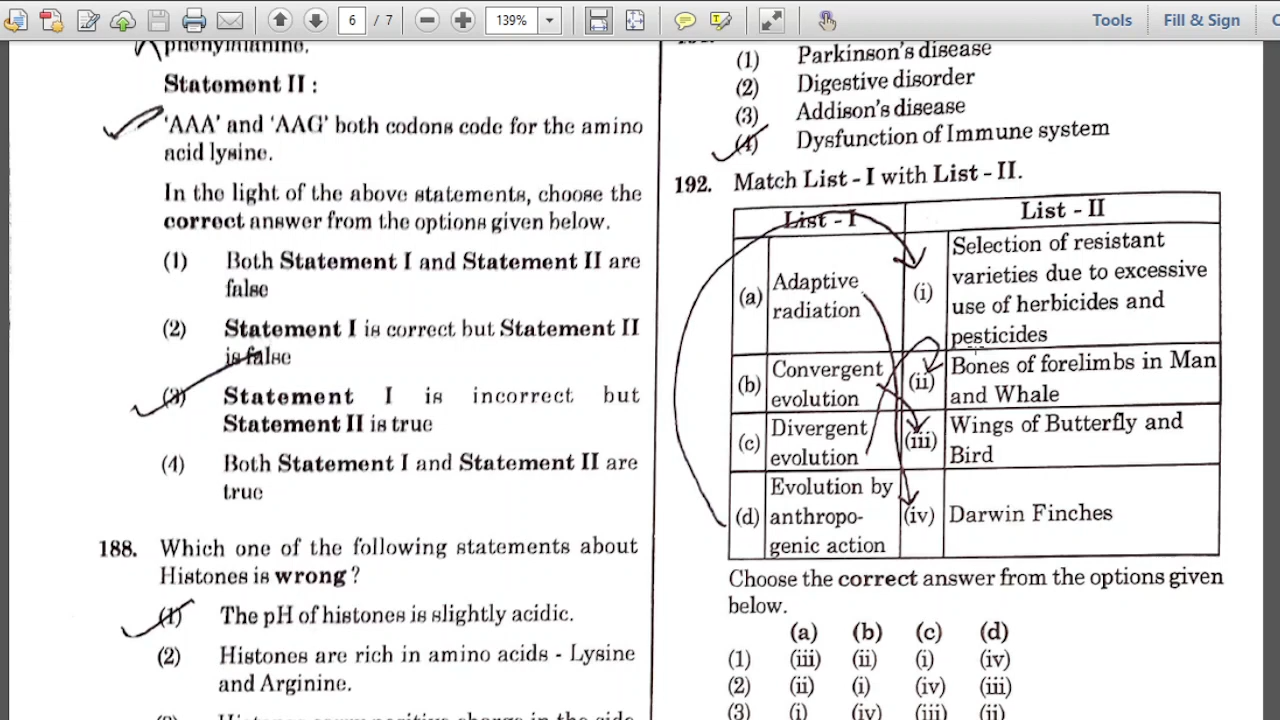 6 / 7
139%
Tools
Fill & Sign
phenylalanine.
Statement II :
'AAA' and 'AAG' both codons code for the amino
acid lysine.
In the light of the above statements, choose the
correct answer from the options given below.
(1) Both Statement I and Statement II are
false
(2) Statement I is correct but Statement II
is false
(3) Statement I is incorrect but
Statement II is true
(4) Both Statement I and Statement II are
true
188. Which one of the following statements about
Histones is wrong ?
(1) The pH of histones is slightly acidic.
(2) Histones are rich in amino acids - Lysine
and Arginine.
(1) Parkinson's disease
(2) Digestive disorder
(3) Addison's disease
(4) Dysfunction of Immune system
192. Match List - I with List - II.
List - I List - II
(a) Adaptive radiation (i) Selection of resistant
varieties due to excessive
use of herbicides and
pesticides
(b) Convergent evolution (ii) Bones of forelimbs in Man
and Whale
(c) Divergent evolution (iii) Wings of Butterfly and
Bird
(d) Evolution by
anthropo-
genic action (iv) Darwin Finches
Choose the correct answer from the options given
below.
(a) (b) (c) (d)
(1) (iii) (ii) (i) (iv)
(2) (ii) (i) (iv) (iii)
(3) (i) (iv) (iii) (ii)